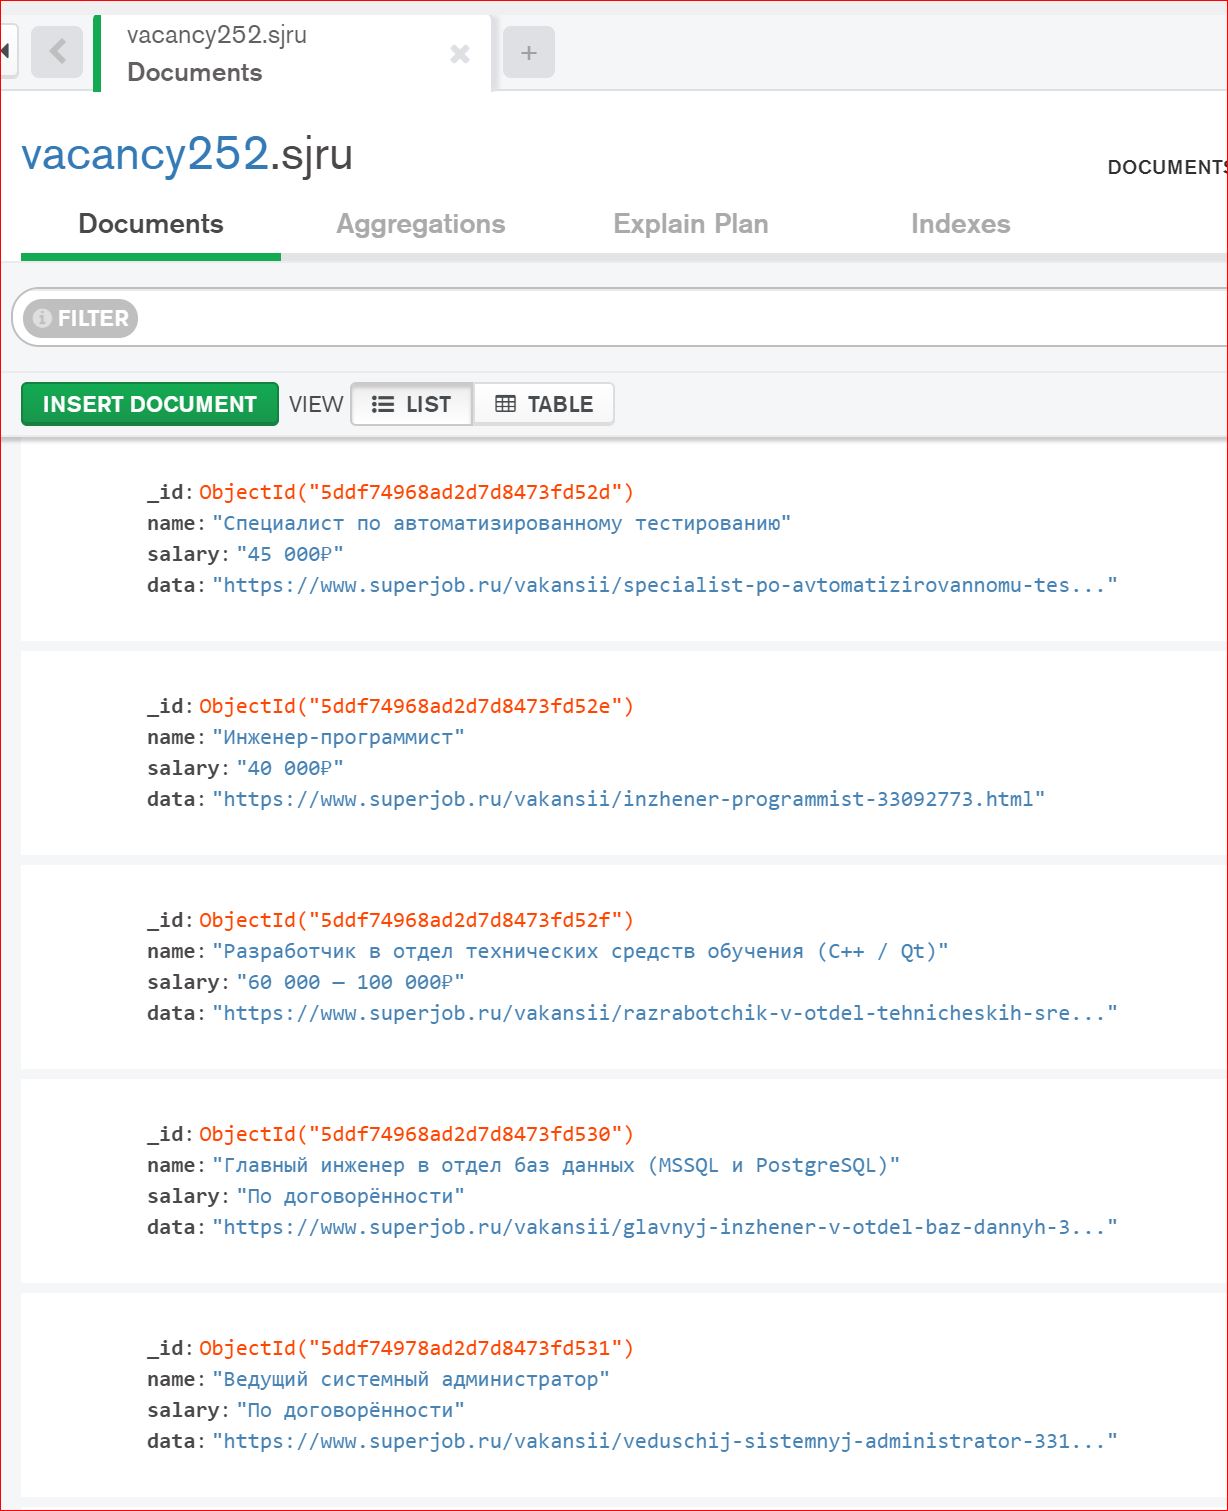 vacancy252.sjru
Documents
+
vacancy252.sjru
DOCUMENTS
Documents Aggregations Explain Plan Indexes
FILTER
INSERT DOCUMENT VIEW LIST TABLE
_id: ObjectId("5ddf74968ad2d7d8473fd52d")
name: "Специалист по автоматизированному тестированию"
salary: "45 000₽"
data: "https://www.superjob.ru/vakansii/specialist-po-avtomatizirovannomu-tes..."
_id: ObjectId("5ddf74968ad2d7d8473fd52e")
name: "Инженер-программист"
salary: "40 000₽"
data: "https://www.superjob.ru/vakansii/inzhener-programmist-33092773.html"
_id: ObjectId("5ddf74968ad2d7d8473fd52f")
name: "Разработчик в отдел технических средств обучения (C++ / Qt)"
salary: "60 000 — 100 000₽"
data: "https://www.superjob.ru/vakansii/razrabotchik-v-otdel-tehnicheskih-sre..."
_id: ObjectId("5ddf74968ad2d7d8473fd530")
name: "Главный инженер в отдел баз данных (MSSQL и PostgreSQL)"
salary: "По договорённости"
data: "https://www.superjob.ru/vakansii/glavnyj-inzhener-v-otdel-baz-dannyh-3..."
_id: ObjectId("5ddf74978ad2d7d8473fd531")
name: "Ведущий системный администратор"
salary: "По договорённости"
data: "https://www.superjob.ru/vakansii/veduschij-sistemnyj-administrator-331..."